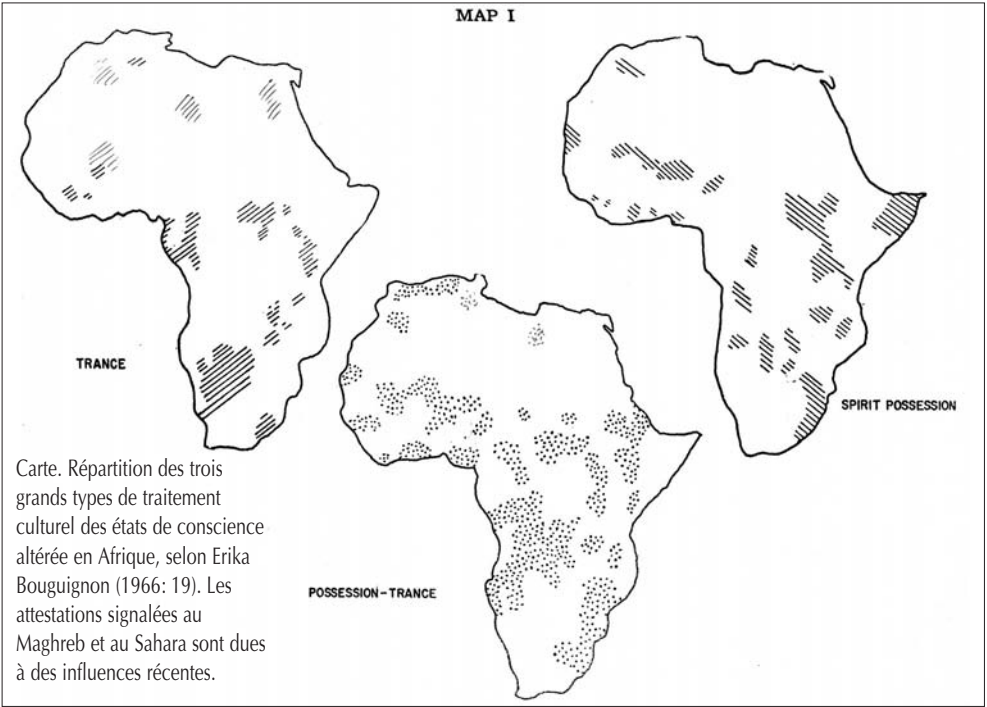 MAP I
TRANCE
SPIRIT POSSESSION
POSSESSION-TRANCE
Carte. Répartition des trois
grands types de traitement
culturel des états de conscience
altérée en Afrique, selon Erika
Bouguignon (1966: 19). Les
attestations signalées au
Maghreb et au Sahara sont dues
à des influences récentes.